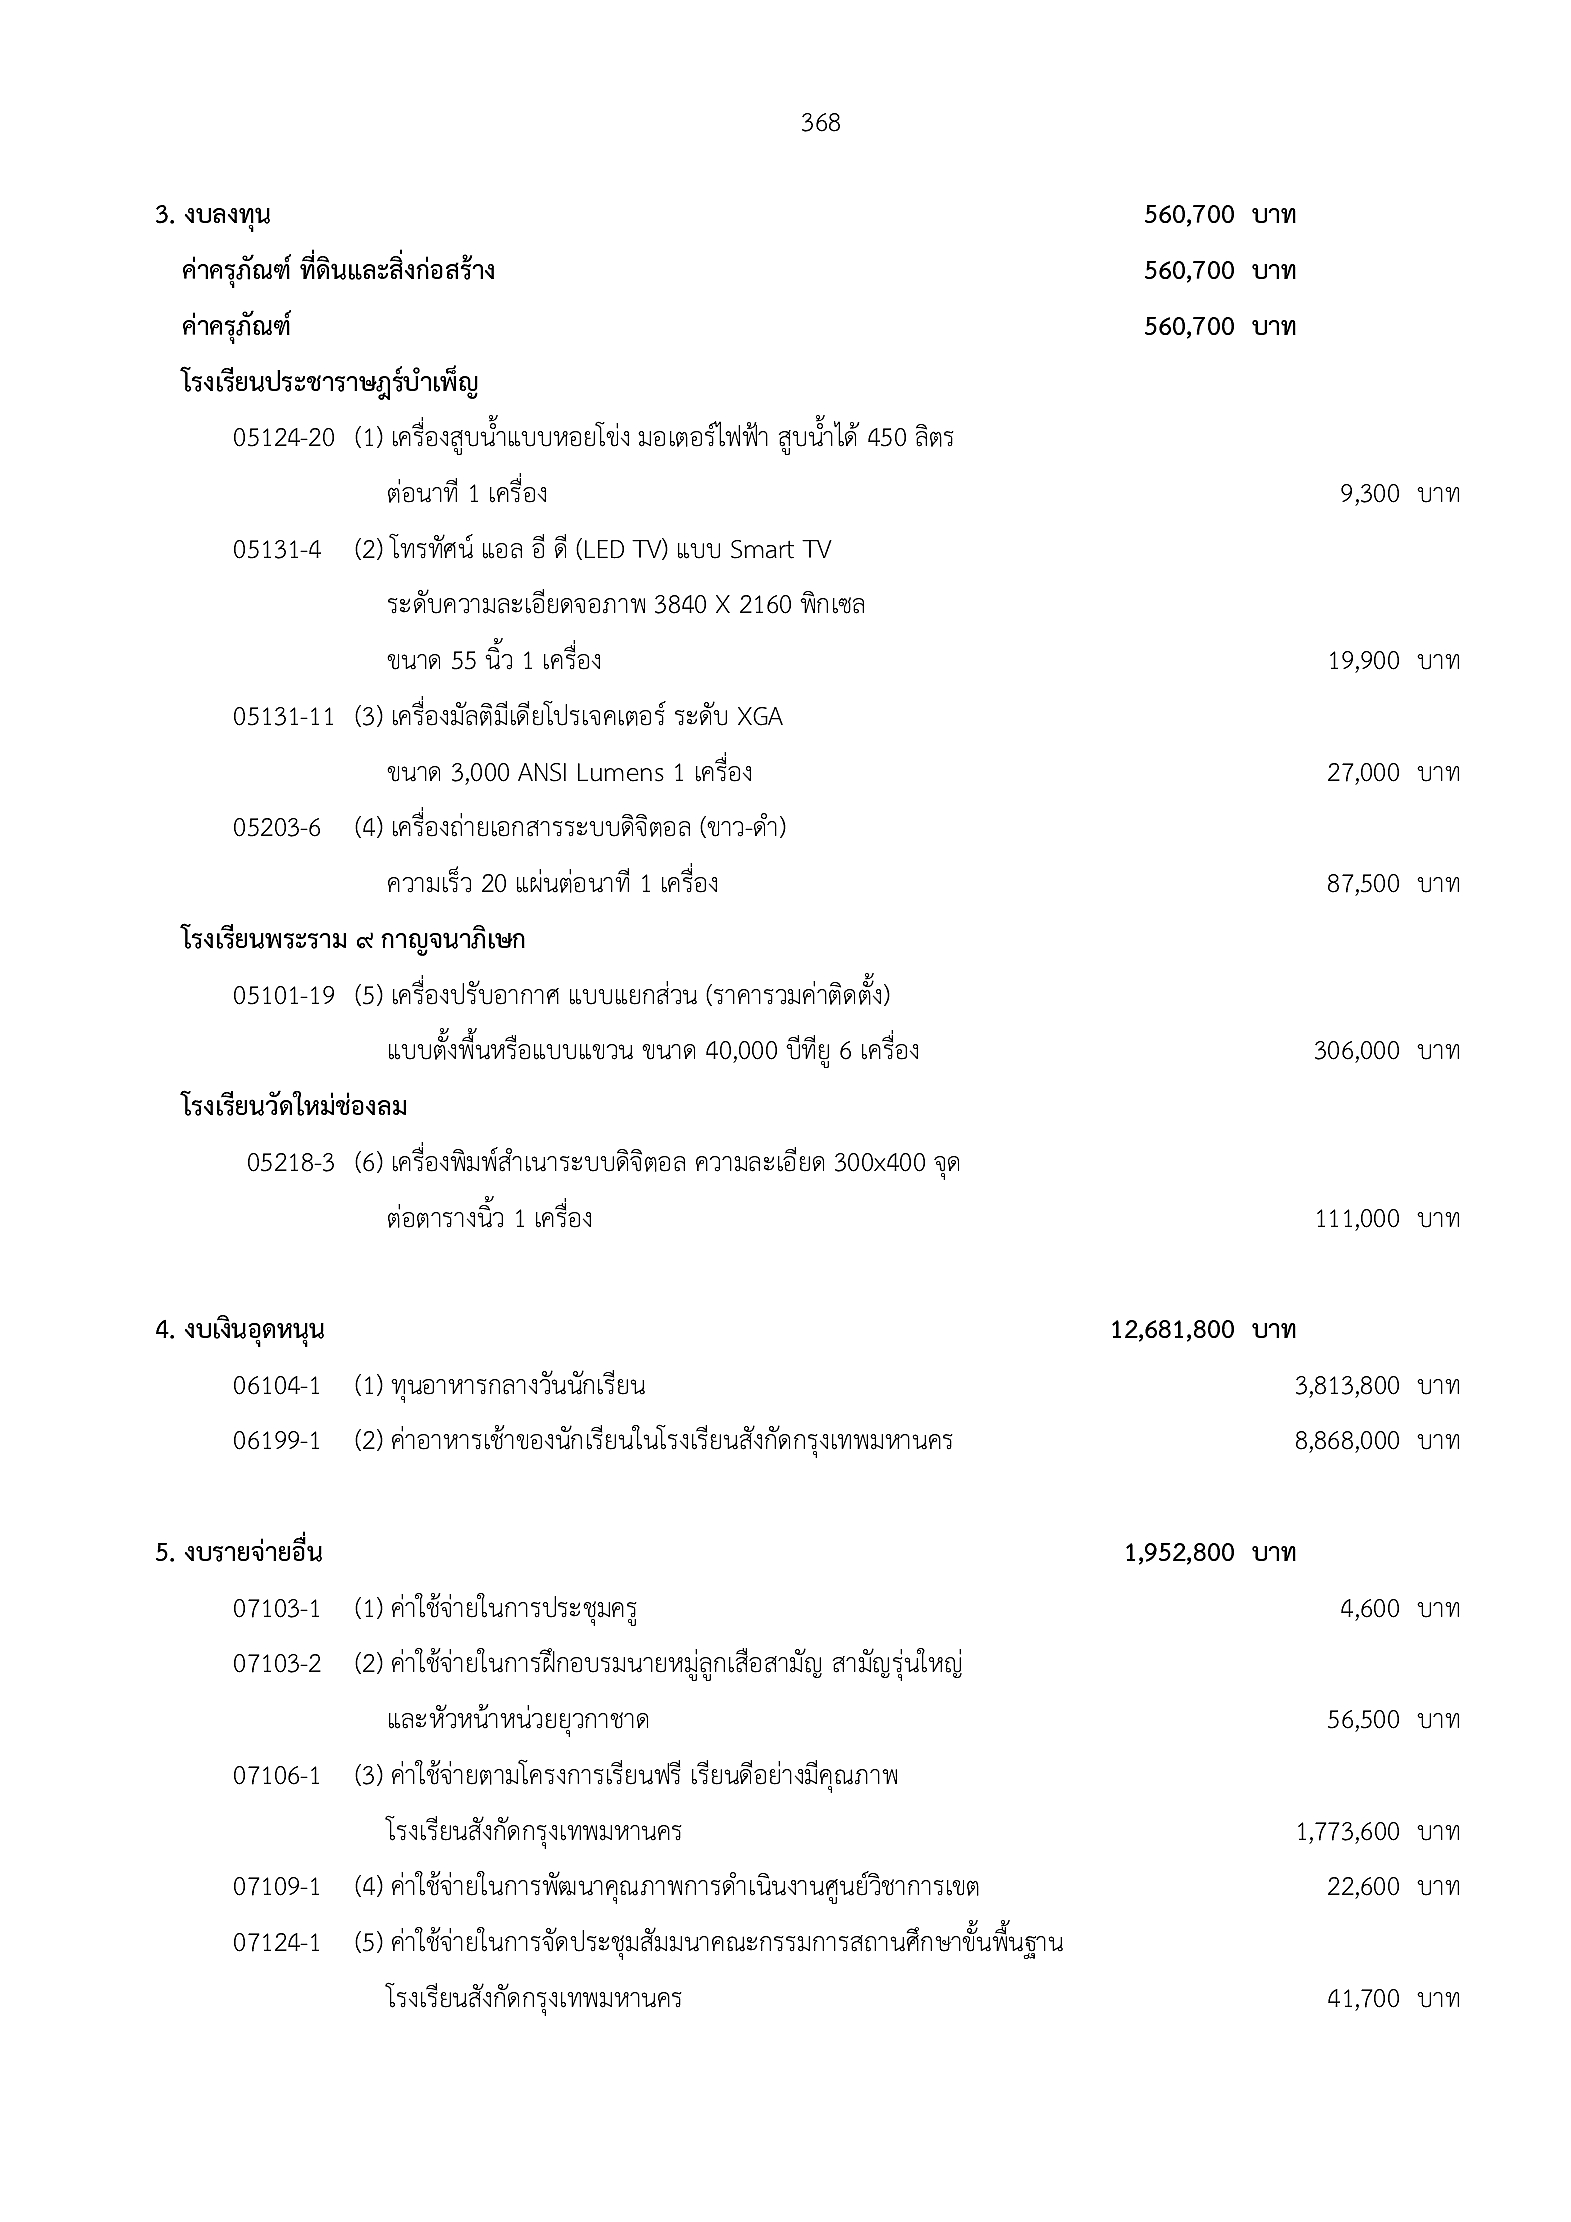 368
3. งบลงทุน 560,700 บาท
ค่าครุภัณฑ์ ที่ดินและสิ่งก่อสร้าง 560,700 บาท
ค่าครุภัณฑ์ 560,700 บาท
โรงเรียนประชาราษฎร์บำเพ็ญ
05124-20 (1) เครื่องสูบน้ำแบบหอยโข่ง มอเตอร์ไฟฟ้า สูบน้ำได้ 450 ลิตร
ต่อนาที 1 เครื่อง 9,300 บาท
05131-4 (2) โทรทัศน์ แอล อี ดี (LED TV) แบบ Smart TV
ระดับความละเอียดจอภาพ 3840 X 2160 พิกเซล
ขนาด 55 นิ้ว 1 เครื่อง 19,900 บาท
05131-11 (3) เครื่องมัลติมีเดียโปรเจคเตอร์ ระดับ XGA
ขนาด 3,000 ANSI Lumens 1 เครื่อง 27,000 บาท
05203-6 (4) เครื่องถ่ายเอกสารระบบดิจิตอล (ขาว-ดำ)
ความเร็ว 20 แผ่นต่อนาที 1 เครื่อง 87,500 บาท
โรงเรียนพระราม ๙ กาญจนาภิเษก
05101-19 (5) เครื่องปรับอากาศ แบบแยกส่วน (ราคารวมค่าติดตั้ง)
แบบตั้งพื้นหรือแบบแขวน ขนาด 40,000 บีทียู 6 เครื่อง 306,000 บาท
โรงเรียนวัดใหม่ช่องลม
05218-3 (6) เครื่องพิมพ์สำเนาระบบดิจิตอล ความละเอียด 300x400 จุด
ต่อตารางนิ้ว 1 เครื่อง 111,000 บาท
4. งบเงินอุดหนุน 12,681,800 บาท
06104-1 (1) ทุนอาหารกลางวันนักเรียน 3,813,800 บาท
06199-1 (2) ค่าอาหารเช้าของนักเรียนในโรงเรียนสังกัดกรุงเทพมหานคร 8,868,000 บาท
5. งบรายจ่ายอื่น 1,952,800 บาท
07103-1 (1) ค่าใช้จ่ายในการประชุมครู 4,600 บาท
07103-2 (2) ค่าใช้จ่ายในการฝึกอบรมนายหมู่ลูกเสือสามัญ สามัญรุ่นใหญ่
และหัวหน้าหน่วยยุวกาชาด 56,500 บาท
07106-1 (3) ค่าใช้จ่ายตามโครงการเรียนฟรี เรียนดีอย่างมีคุณภาพ
โรงเรียนสังกัดกรุงเทพมหานคร 1,773,600 บาท
07109-1 (4) ค่าใช้จ่ายในการพัฒนาคุณภาพการดำเนินงานศูนย์วิชาการเขต 22,600 บาท
07124-1 (5) ค่าใช้จ่ายในการจัดประชุมสัมมนาคณะกรรมการสถานศึกษาขั้นพื้นฐาน
โรงเรียนสังกัดกรุงเทพมหานคร 41,700 บาท